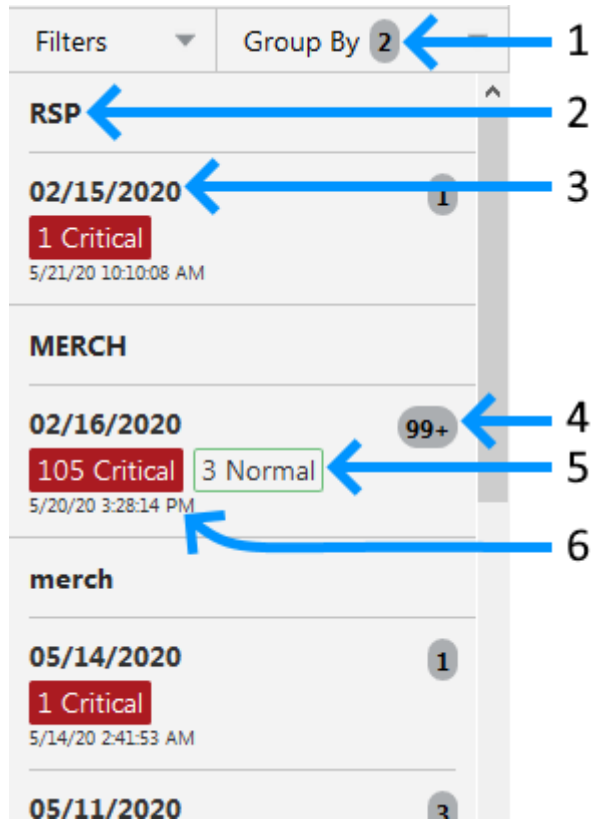 Filters Group By 2 1
RSP 2
02/15/2020 1 3
1 Critical
5/21/20 10:10:08 AM
MERCH
02/16/2020 99+ 4
105 Critical 3 Normal 5
5/20/20 3:28:14 PM
6
merch
05/14/2020 1
1 Critical
5/14/20 2:41:53 AM
05/11/2020 3